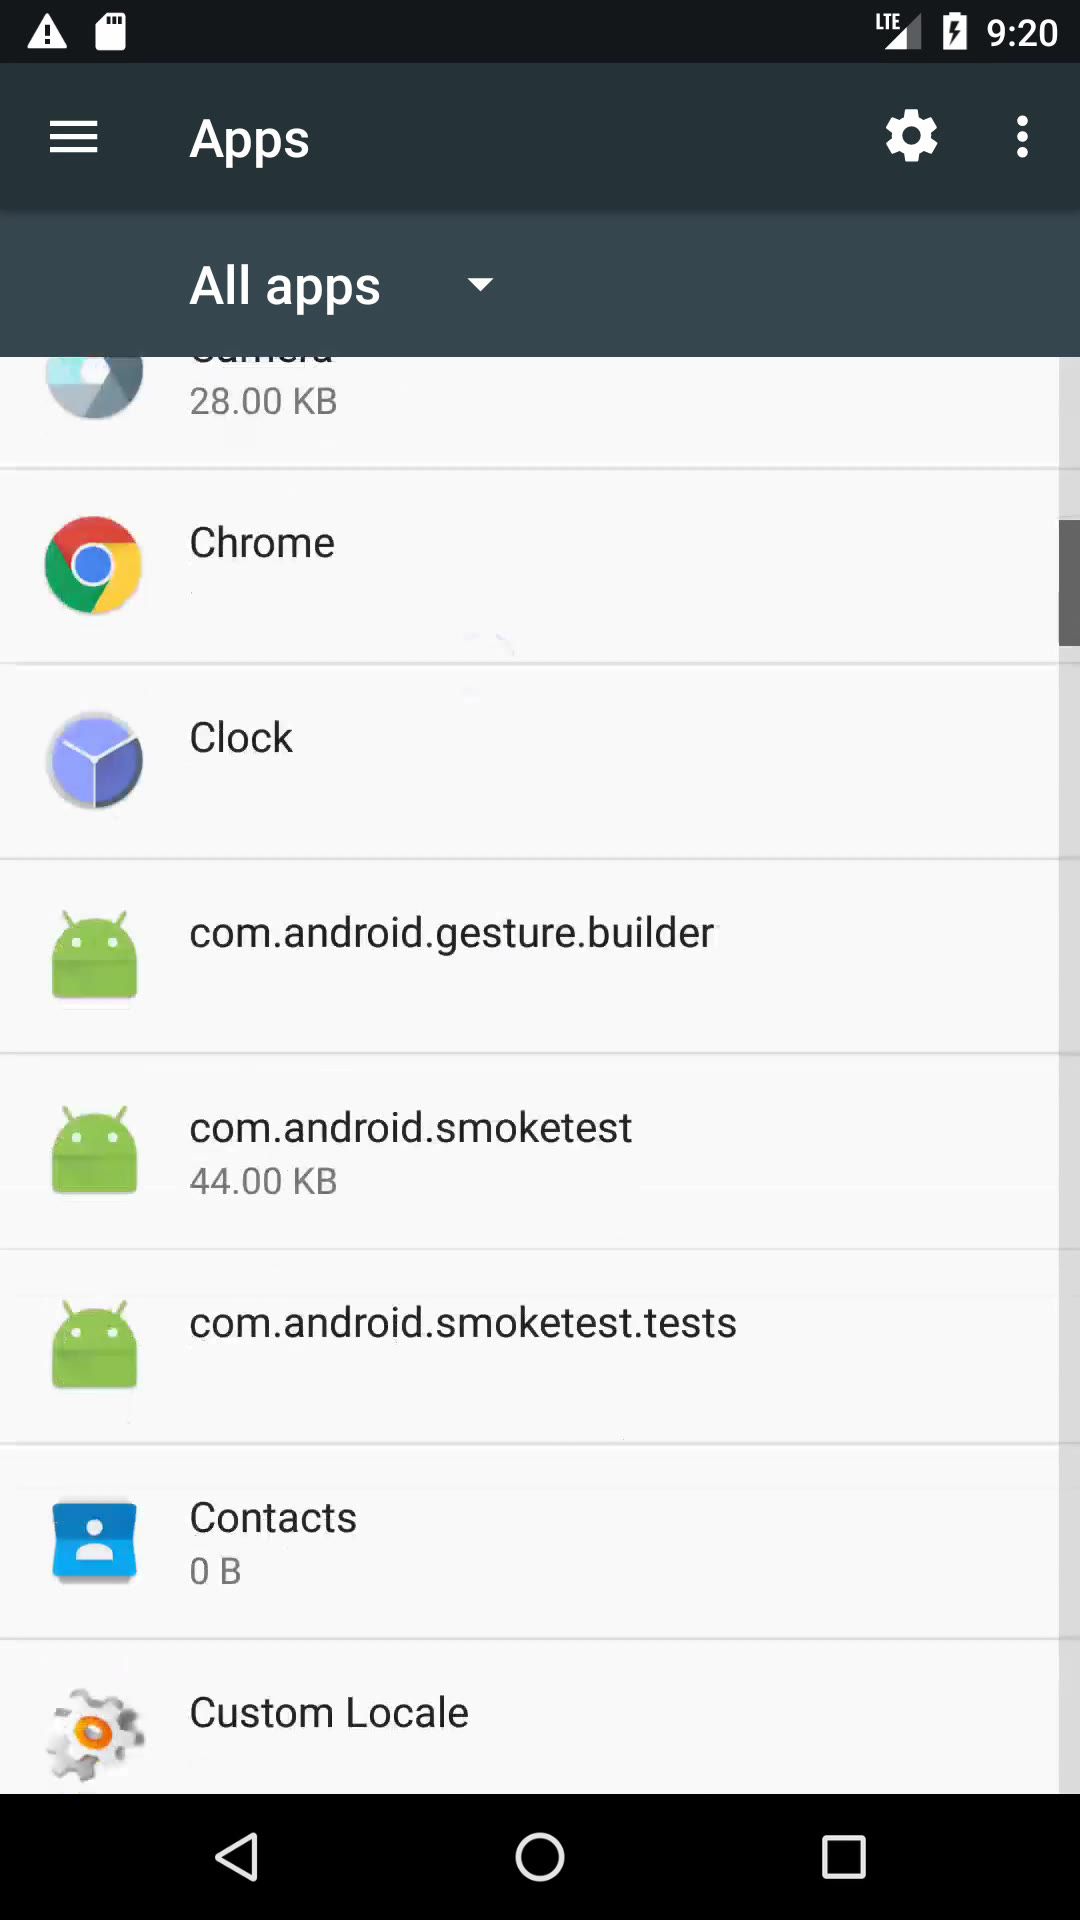 LTE 9:20
Apps
All apps
Camera
28.00 KB
Chrome
Clock
com.android.gesture.builder
com.android.smoketest
44.00 KB
com.android.smoketest.tests
Contacts
0 B
Custom Locale